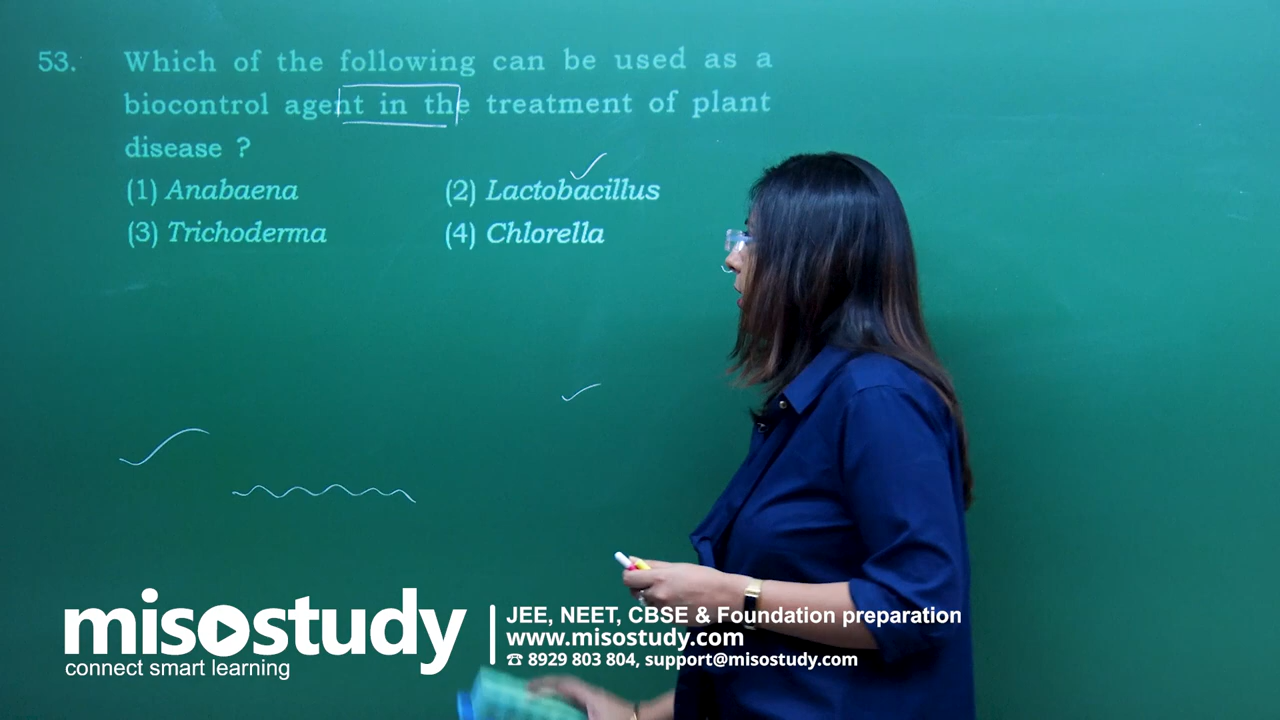 53. Which of the following can be used as a
biocontrol agent in the treatment of plant
disease ?
(1) Anabaena (2) Lactobacillus
(3) Trichoderma (4) Chlorella
misostudy
connect smart learning
JEE, NEET, CBSE & Foundation preparation
www.misostudy.com
☎ 8929 803 804, support@misostudy.com